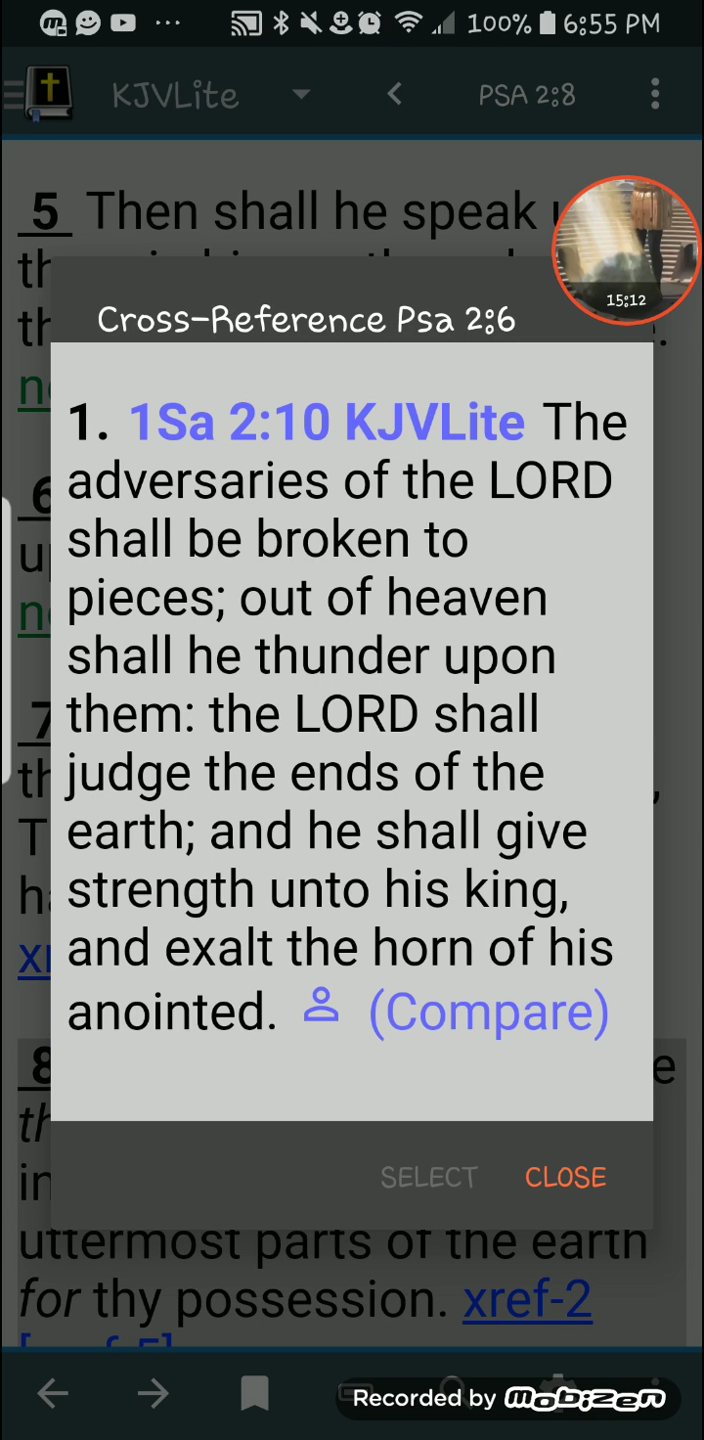 100% 6:55 PM
KJVLite PSA 2:8
5 Then shall he speak
15:12
Cross-Reference Psa 2:6
1. 1Sa 2:10 KJVLite The
adversaries of the LORD
shall be broken to
pieces; out of heaven
shall he thunder upon
them: the LORD shall
judge the ends of the
earth; and he shall give
strength unto his king,
and exalt the horn of his
anointed. (Compare)
6
7
8
SELECT CLOSE
uttermost parts of the earth
for thy possession. xref-2
Recorded by mobizen